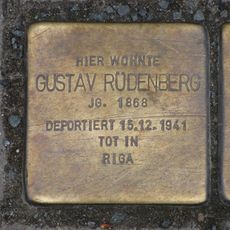 HIER WOHNTE
GUSTAV RÜDENBERG
JG. 1868
DEPORTIERT 15.12.1941
TOT IN
RIGA